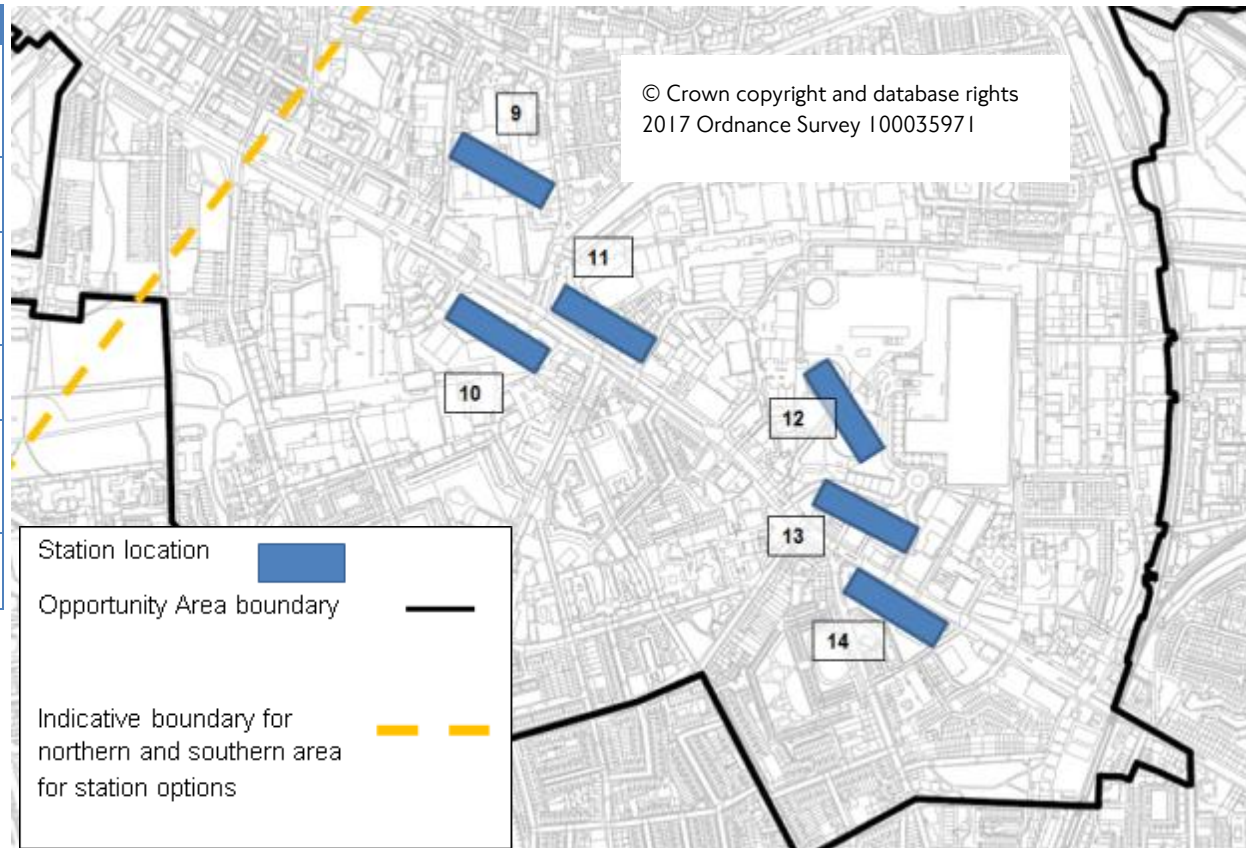 © Crown copyright and database rights
2017 Ordnance Survey 100035971
9
11
10
12
13
14
Station location
Opportunity Area boundary
Indicative boundary for
northern and southern area
for station options